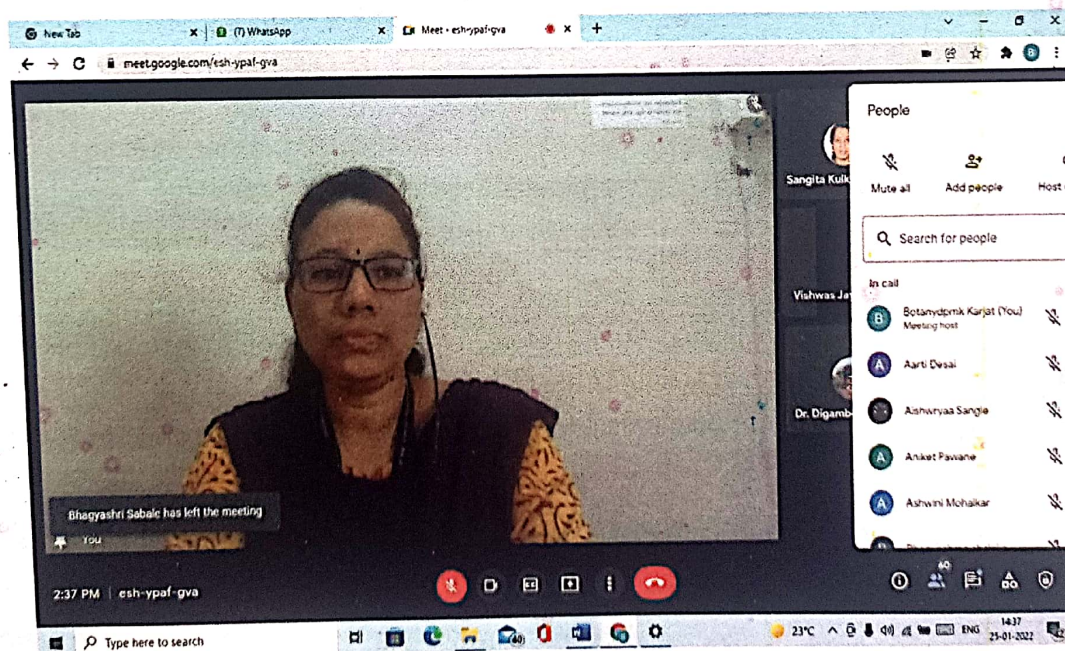 New Tab
(7) WhatsApp
Meet - esh-ypaf-gva
meet.google.com/esh-ypaf-gva
B
People
Mute all
Add people
Host
Search for people
In call
B
Botanydpmk Karjat (You)
Meeting host
A
Aarti Desai
Aishwryaa Sangle
A
Aniket Pawane
A
Ashwini Mohalkar
Sangita Kulk
Vishwas Ja
Dr. Digamb
Bhagyashri Sabale has left the meeting
You
2:37 PM | esh-ypaf-gva
60
Type here to search
23°C
ENG
14:37
25-01-2022